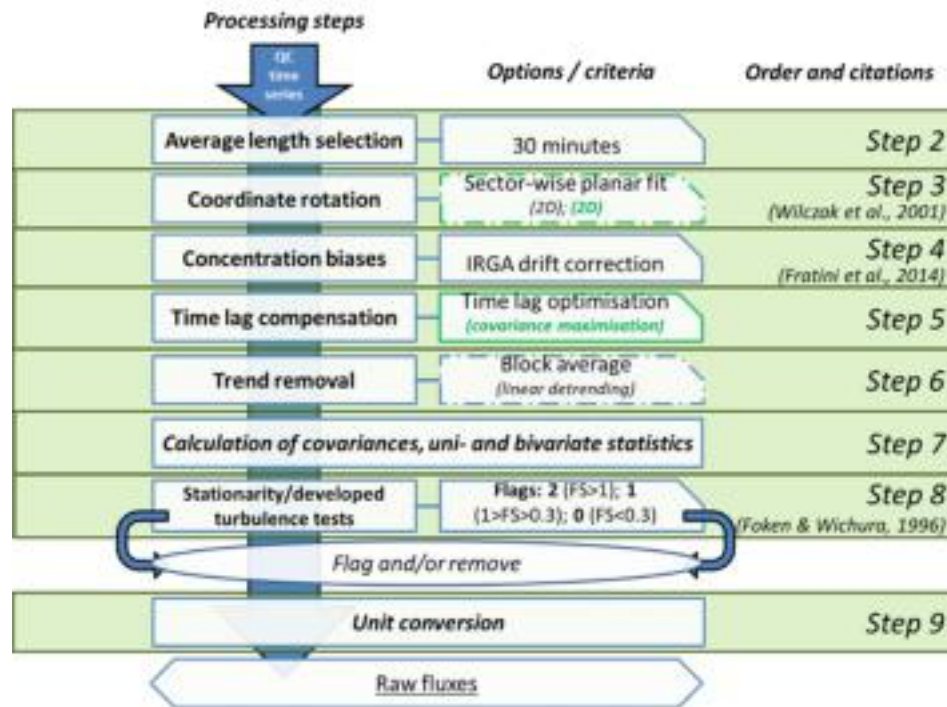 Processing steps
QC
time
series
Options / criteria
Order and citations
Average length selection
30 minutes
Step 2
Coordinate rotation
Sector-wise planar fit
(2D); (2D)
Step 3
(Wilczak et al., 2001)
Concentration biases
IRGA drift correction
Step 4
(Fratini et al., 2014)
Time lag compensation
Time lag optimisation
(covariance maximisation)
Step 5
Trend removal
Block average
(linear detrending)
Step 6
Calculation of covariances, uni- and bivariate statistics
Step 7
Stationarity/developed
turbulence tests
Flags: 2 (FS>1); 1
(1>FS>0.3); 0 (FS<0.3)
Step 8
(Foken & Wichura, 1996)
Flag and/or remove
Unit conversion
Step 9
Raw fluxes